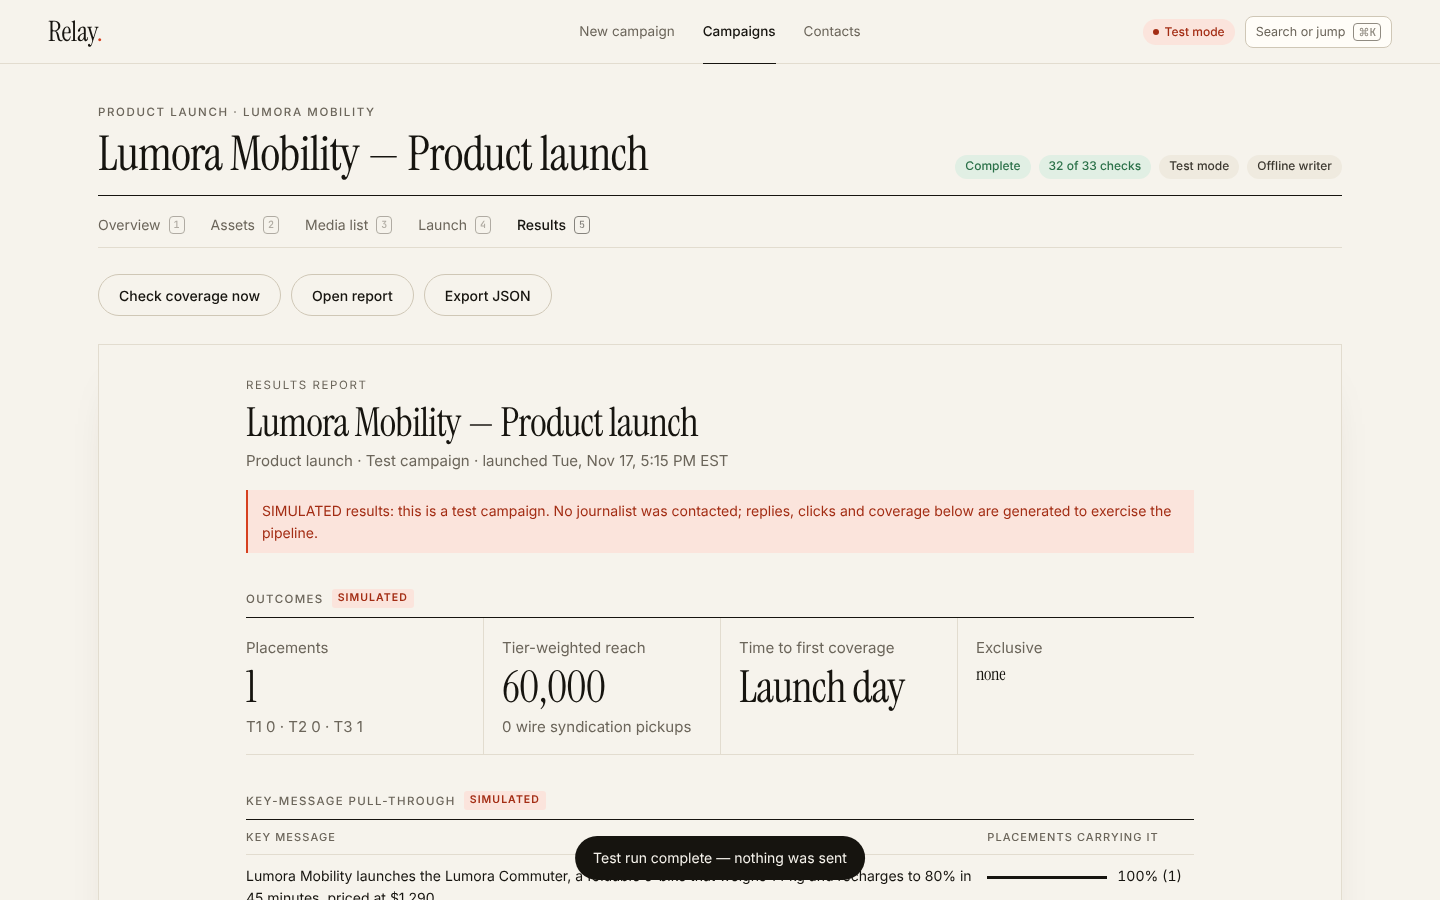 Relay.
New campaign
Campaigns
Contacts
Test mode
Search or jump ⌘K
PRODUCT LAUNCH · LUMORA MOBILITY
Lumora Mobility — Product launch
Complete
32 of 33 checks
Test mode
Offline writer
Overview 1
Assets 2
Media list 3
Launch 4
Results 5
Check coverage now
Open report
Export JSON
RESULTS REPORT
Lumora Mobility — Product launch
Product launch · Test campaign · launched Tue, Nov 17, 5:15 PM EST
SIMULATED results: this is a test campaign. No journalist was contacted; replies, clicks and coverage below are generated to exercise the
pipeline.
OUTCOMES SIMULATED
Placements
1
T1 0 · T2 0 · T3 1
Tier-weighted reach
60,000
0 wire syndication pickups
Time to first coverage
Launch day
Exclusive
none
KEY-MESSAGE PULL-THROUGH SIMULATED
KEY MESSAGE
PLACEMENTS CARRYING IT
Test run complete — nothing was sent
Lumora Mobility launches the Lumora Commuter, a recharges to 80% in
100% (1)
45 minutes, priced at $1,290